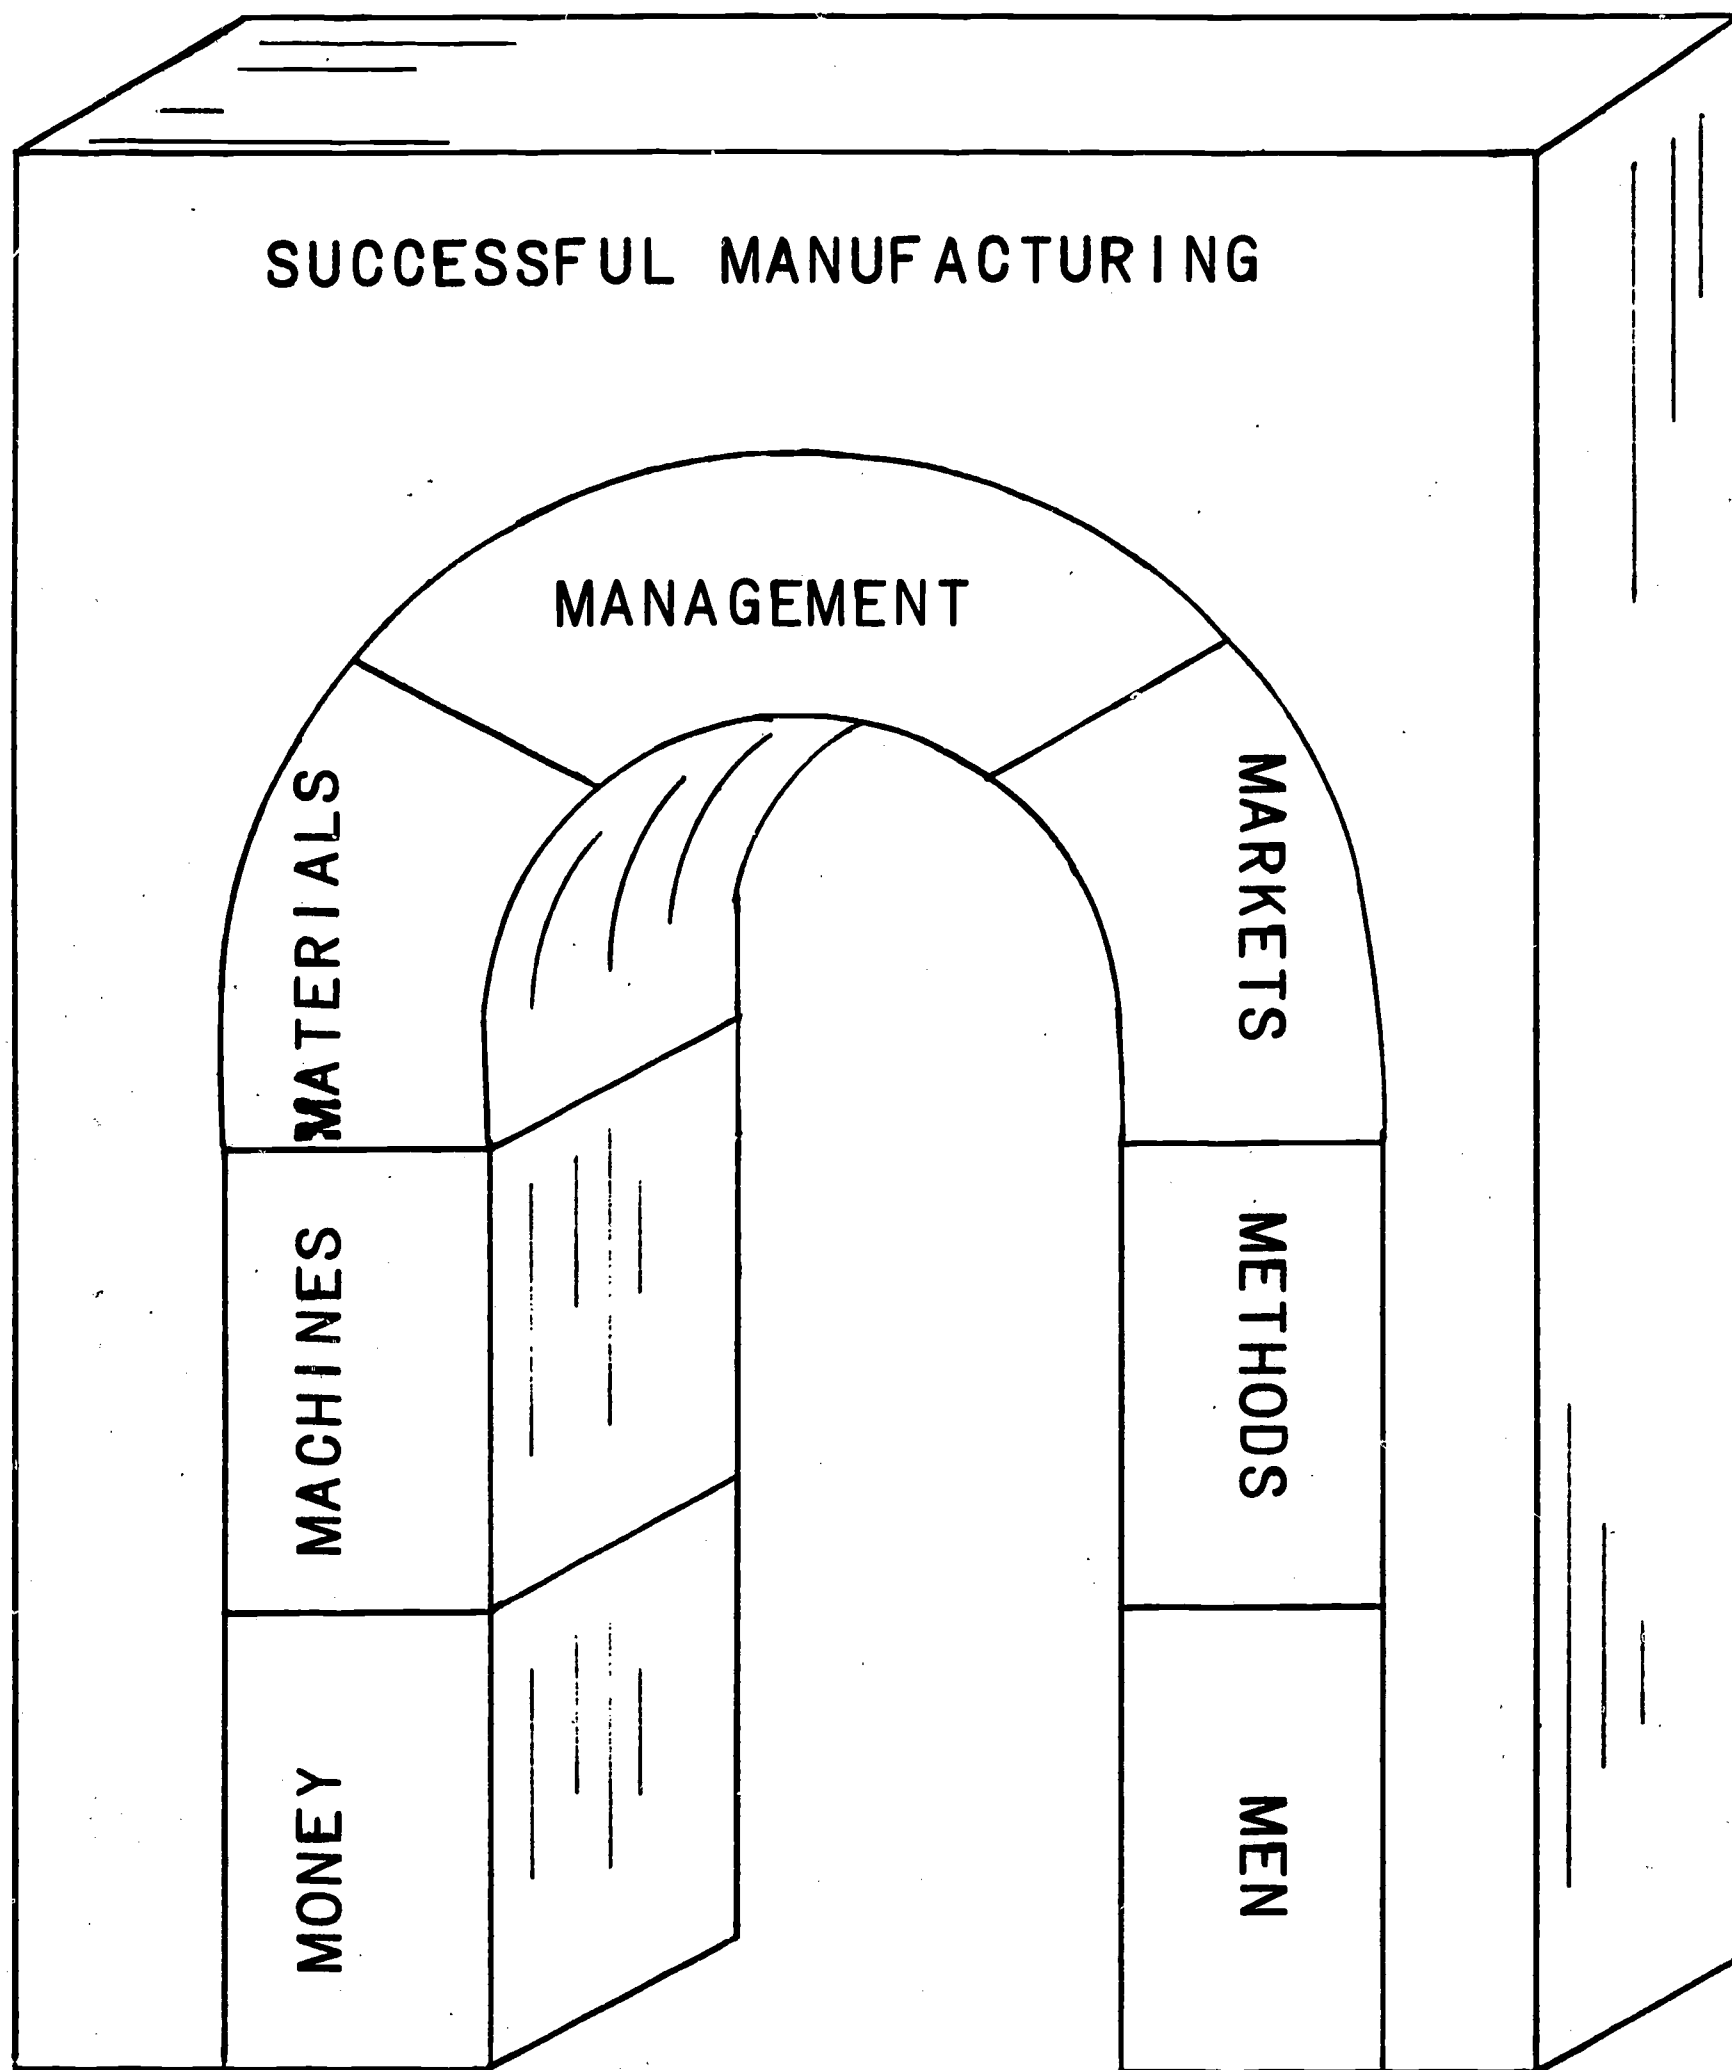 SUCCESSFUL MANUFACTURING
MANAGEMENT
MATERIALS
MARKETS
MACHINES
METHODS
MONEY
MEN